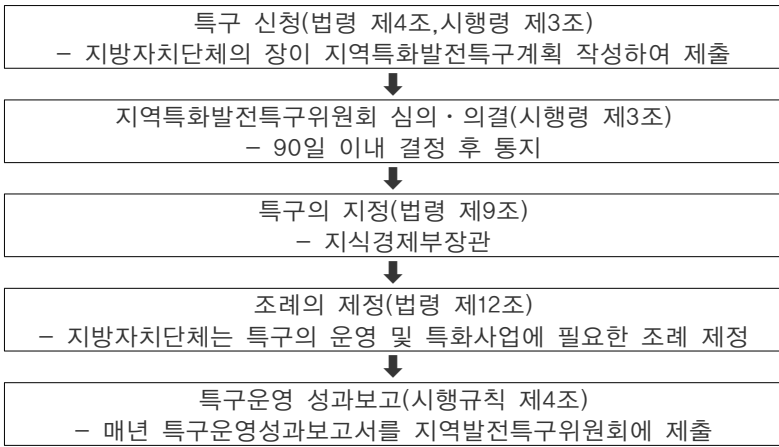 특구 신청(법령 제4조,시행령 제3조)
- 지방자치단체의 장이 지역특화발전특구계획 작성하여 제출
지역특화발전특구위원회 심의·의결(시행령 제3조)
- 90일 이내 결정 후 통지
특구의 지정(법령 제9조)
- 지식경제부장관
조례의 제정(법령 제12조)
- 지방자치단체는 특구의 운영 및 특화사업에 필요한 조례 제정
특구운영 성과보고(시행규칙 제4조)
- 매년 특구운영성과보고서를 지역발전특구위원회에 제출